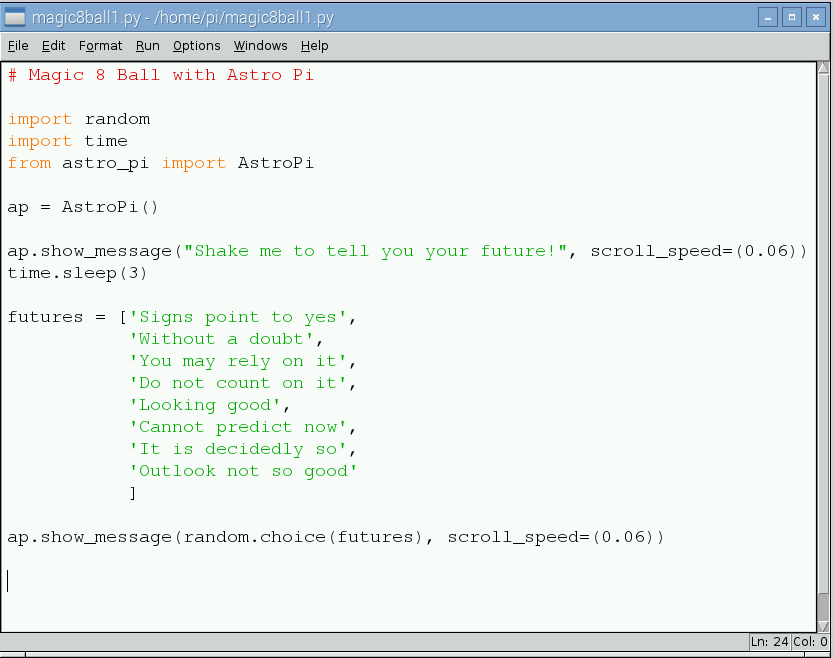 magic8ball1.py - /home/pi/magic8ball1.py
File Edit Format Run Options Windows Help
# Magic 8 Ball with Astro Pi

import random
import time
from astro_pi import AstroPi

ap = AstroPi()

ap.show_message("Shake me to tell you your future!", scroll_speed=(0.06))
time.sleep(3)

futures = ['Signs point to yes',
           'Without a doubt',
           'You may rely on it',
           'Do not count on it',
           'Looking good',
           'Cannot predict now',
           'It is decidedly so',
           'Outlook not so good'
           ]

ap.show_message(random.choice(futures), scroll_speed=(0.06))

Ln: 24 Col: 0